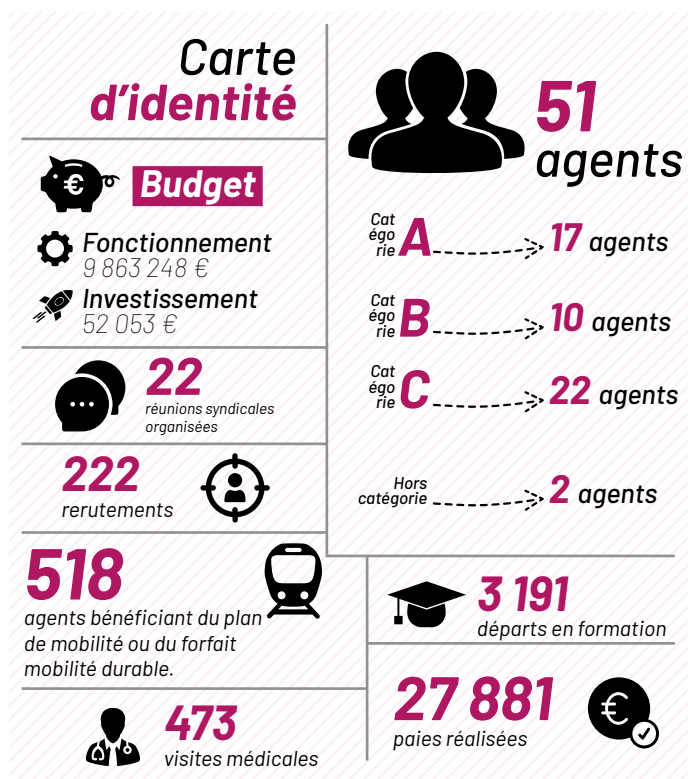 Carte
d'identité
Budget
Fonctionnement
9 863 248 €
Investissement
52 053 €
22
réunions syndicales
organisées
222
rerutements
518
agents bénéficiant du plan
de mobilité ou du forfait
mobilité durable.
473
visites médicales
51
agents
Cat
égo
rie A 17 agents
Cat
égo
rie B 10 agents
Cat
égo
rie C 22 agents
Hors
catégorie 2 agents
3 191
départs en formation
27 881
paies réalisées